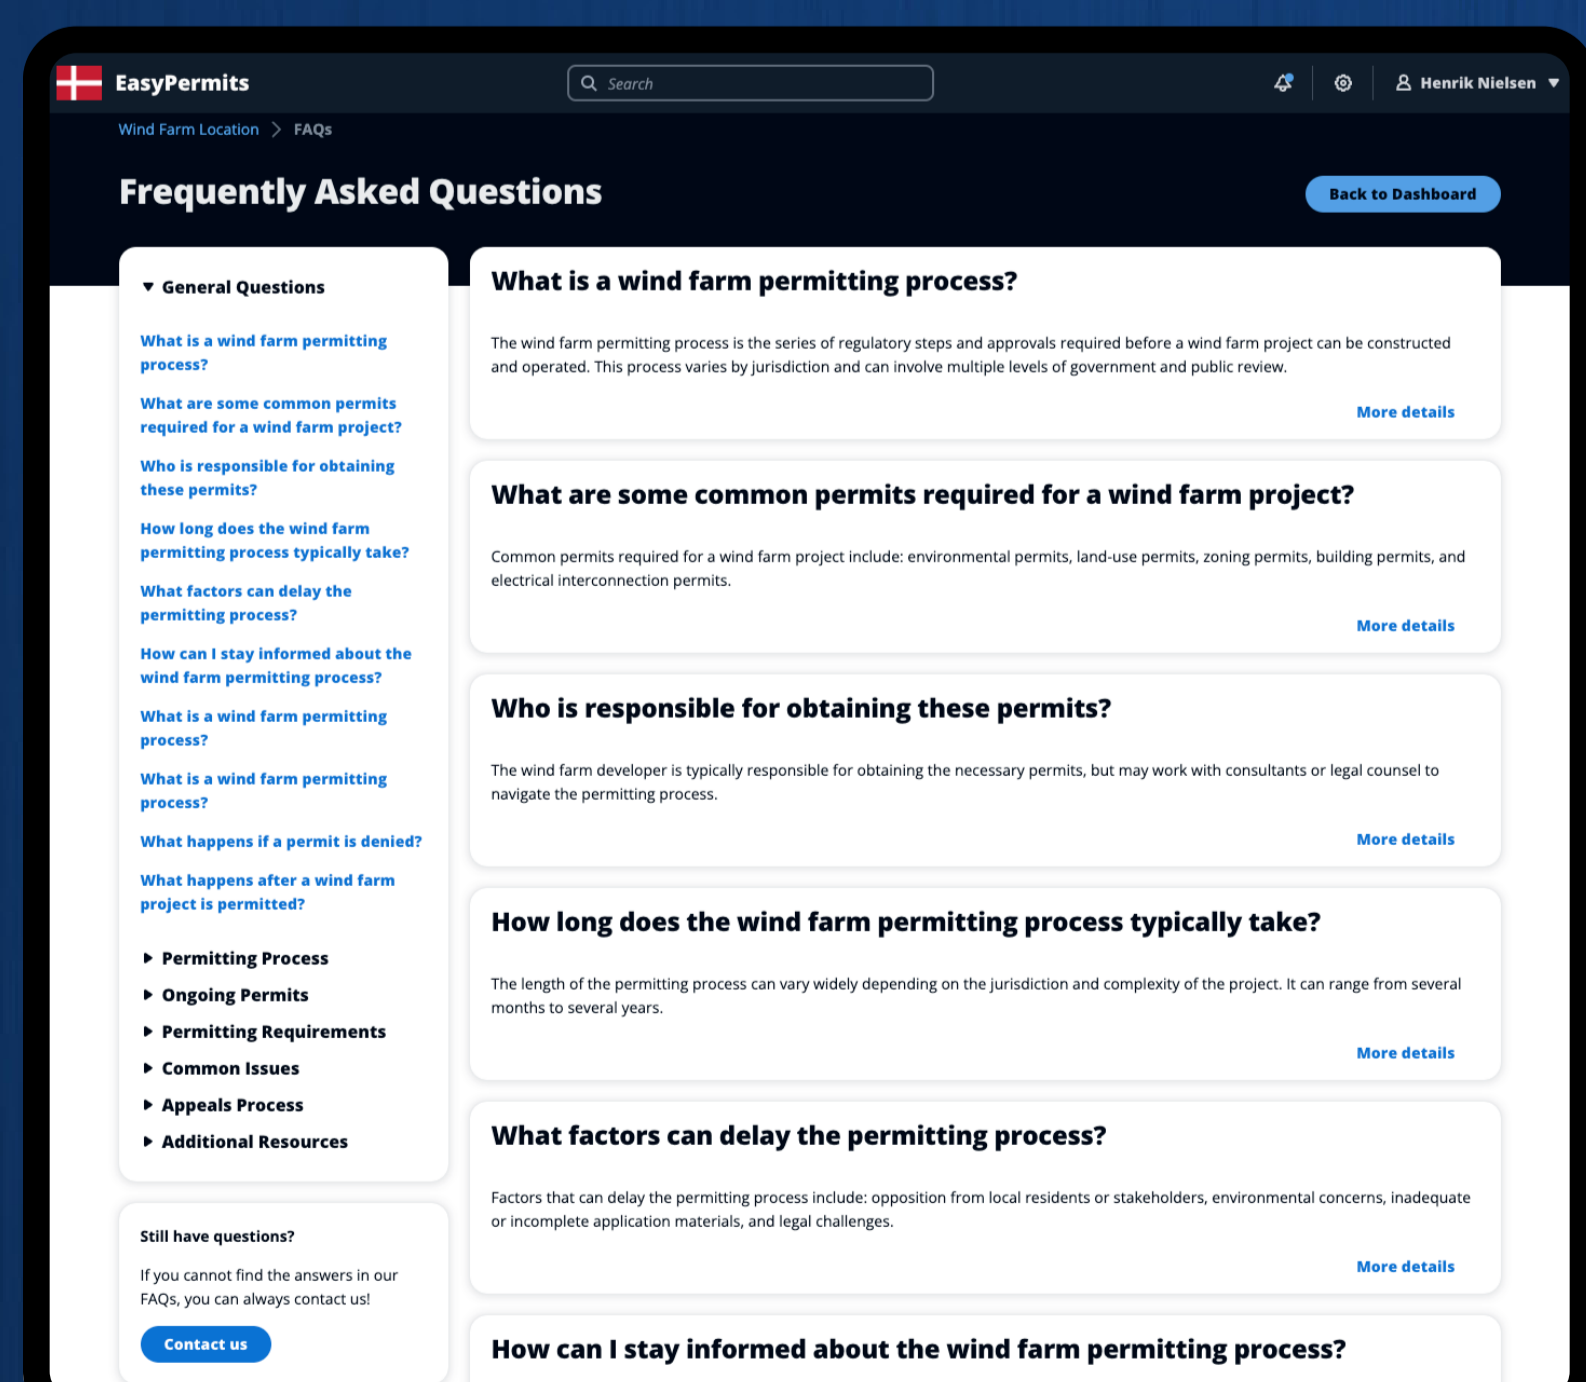 EasyPermits
Search
Henrik Nielsen
Wind Farm Location
FAQs
Frequently Asked Questions
Back to Dashboard
General Questions
What is a wind farm permitting
process?
What are some common permits
required for a wind farm project?
Who is responsible for obtaining
these permits?
How long does the wind farm
permitting process typically take?
What factors can delay the
permitting process?
How can I stay informed about the
wind farm permitting process?
What is a wind farm permitting
process?
What is a wind farm permitting
process?
What happens if a permit is denied?
What happens after a wind farm
project is permitted?
Permitting Process
Ongoing Permits
Permitting Requirements
Common Issues
Appeals Process
Additional Resources
Still have questions?
If you cannot find the answers in our
FAQs, you can always contact us!
Contact us
What is a wind farm permitting process?
The wind farm permitting process is the series of regulatory steps and approvals required before a wind farm project can be constructed
and operated. This process varies by jurisdiction and can involve multiple levels of government and public review.
More details
What are some common permits required for a wind farm project?
Common permits required for a wind farm project include: environmental permits, land-use permits, zoning permits, building permits, and
electrical interconnection permits.
More details
Who is responsible for obtaining these permits?
The wind farm developer is typically responsible for obtaining the necessary permits, but may work with consultants or legal counsel to
navigate the permitting process.
More details
How long does the wind farm permitting process typically take?
The length of the permitting process can vary widely depending on the jurisdiction and complexity of the project. It can range from several
months to several years.
More details
What factors can delay the permitting process?
Factors that can delay the permitting process include: opposition from local residents or stakeholders, environmental concerns, inadequate
or incomplete application materials, and legal challenges.
More details
How can I stay informed about the wind farm permitting process?